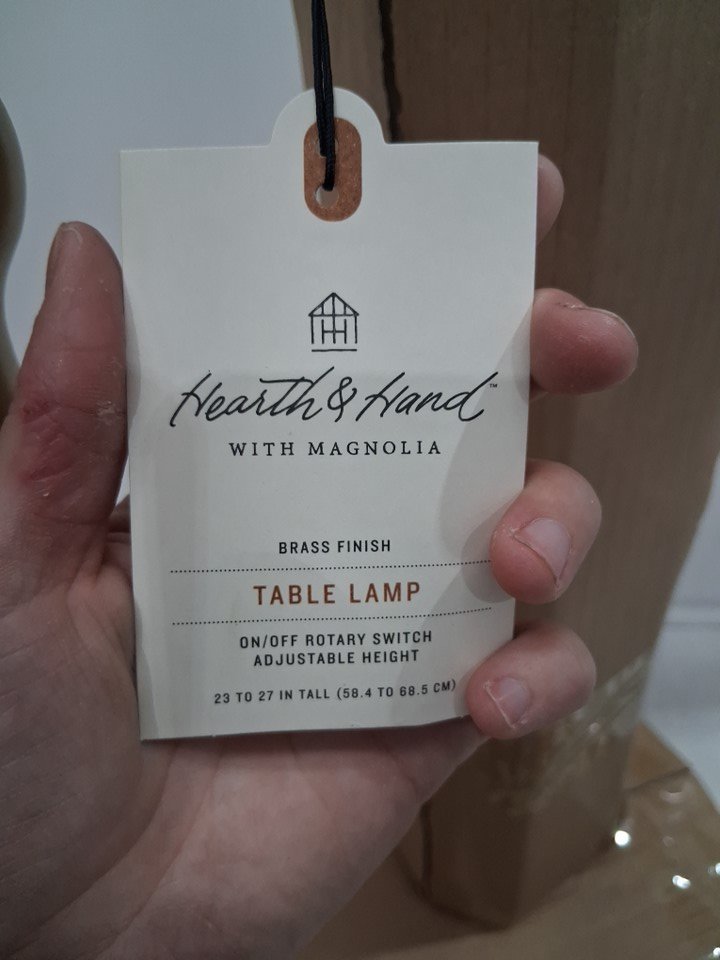 Hearth & Hand™
WITH MAGNOLIA
BRASS FINISH
TABLE LAMP
ON/OFF ROTARY SWITCH
ADJUSTABLE HEIGHT
23 TO 27 IN TALL (58.4 TO 68.5 CM)